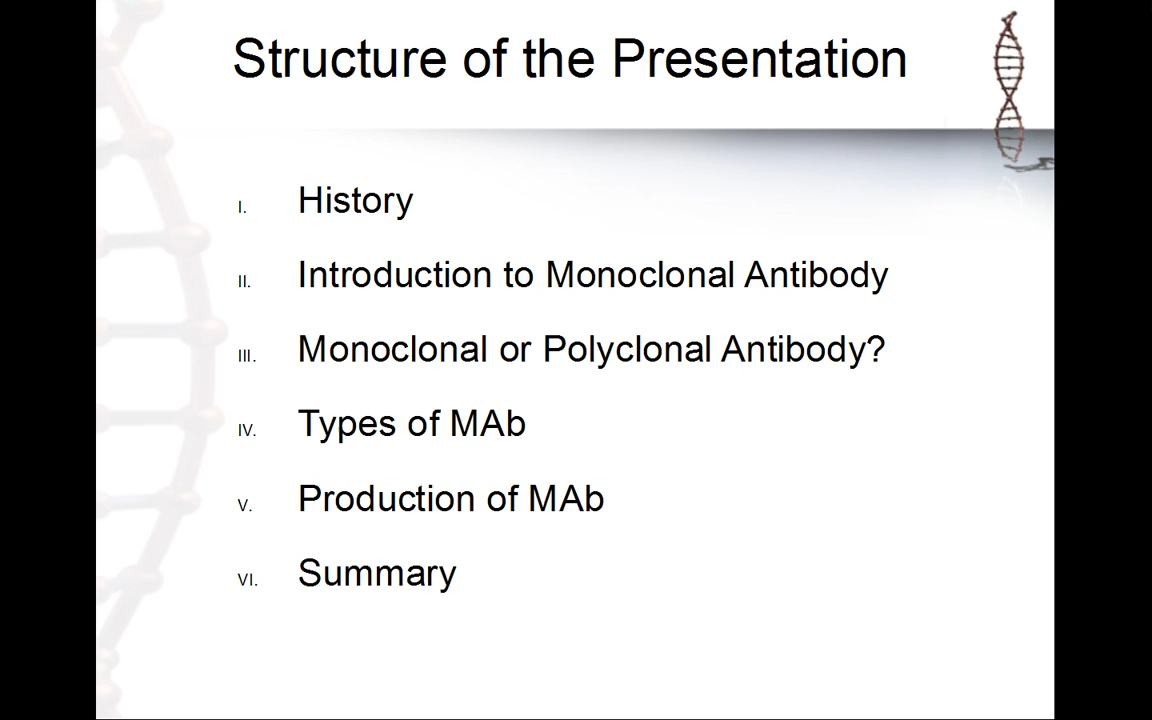 Structure of the Presentation
I. History
II. Introduction to Monoclonal Antibody
III. Monoclonal or Polyclonal Antibody?
IV. Types of MAb
V. Production of MAb
VI. Summary